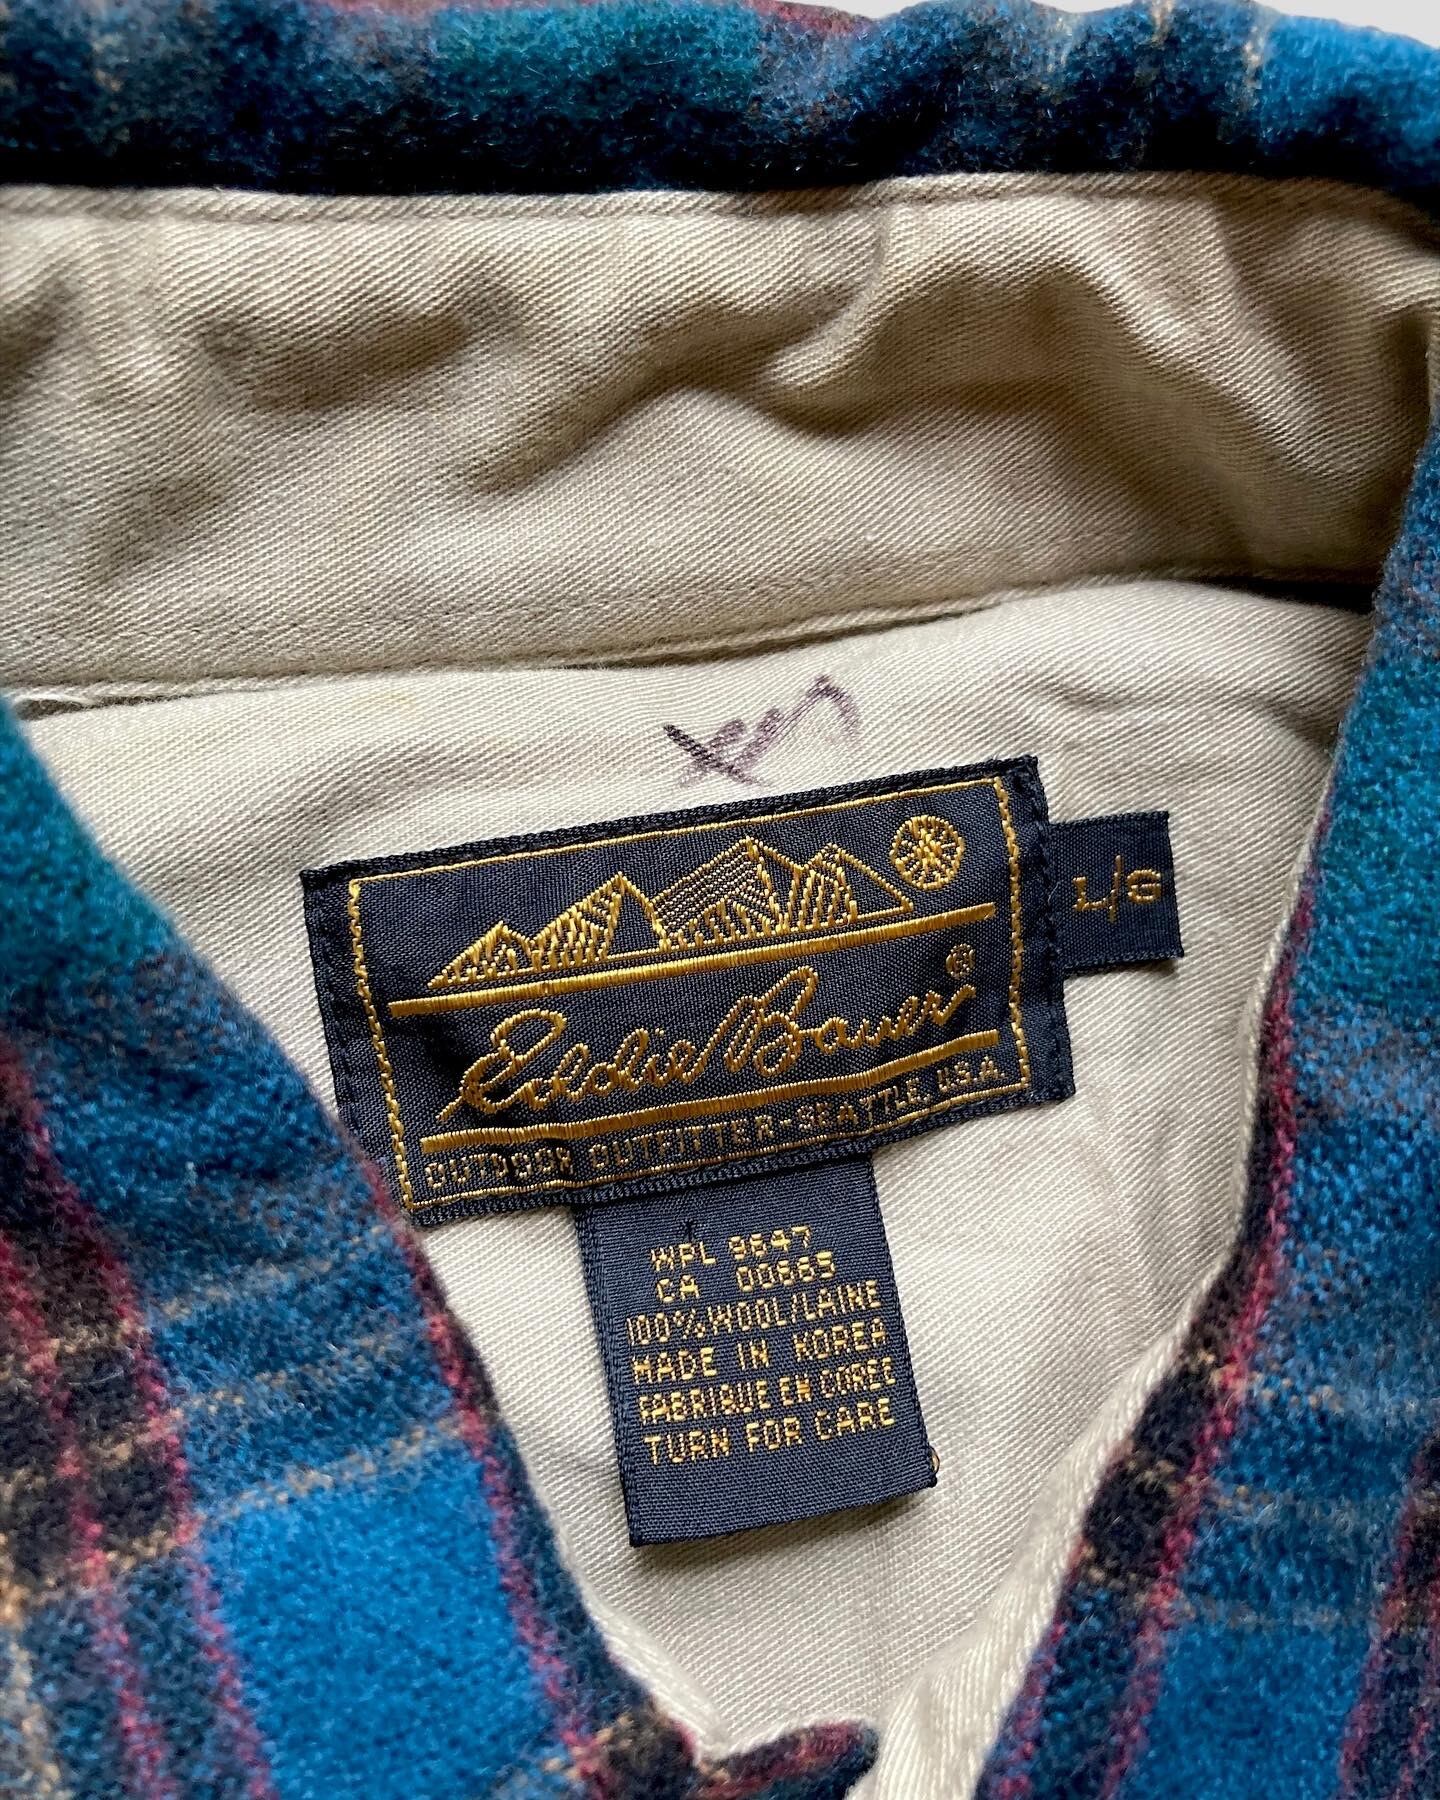 Eddie Bauer®
OUTDOOR OUTFITTER-SEATTLE, U.S.A
L/G
WPL 9647
CA 00665
100% WOOL/LAINE
MADE IN KOREA
FABRIQUE EN COREE
TURN FOR CARE